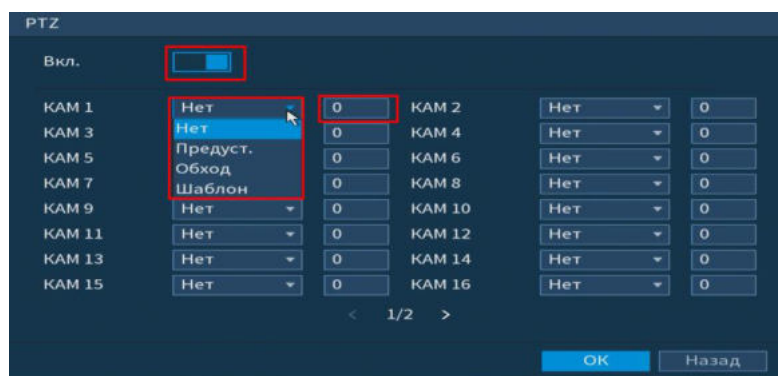 PTZ
Вкл.
КАМ 1 Нет 0 КАМ 2 Нет 0
КАМ 3 Нет 0 КАМ 4 Нет 0
КАМ 5 Предуст. 0 КАМ 6 Нет 0
Обход
КАМ 7 Шаблон 0 КАМ 8 Нет 0
КАМ 9 Нет 0 КАМ 10 Нет 0
КАМ 11 Нет 0 КАМ 12 Нет 0
КАМ 13 Нет 0 КАМ 14 Нет 0
КАМ 15 Нет 0 КАМ 16 Нет 0
< 1/2 >
ОК Назад